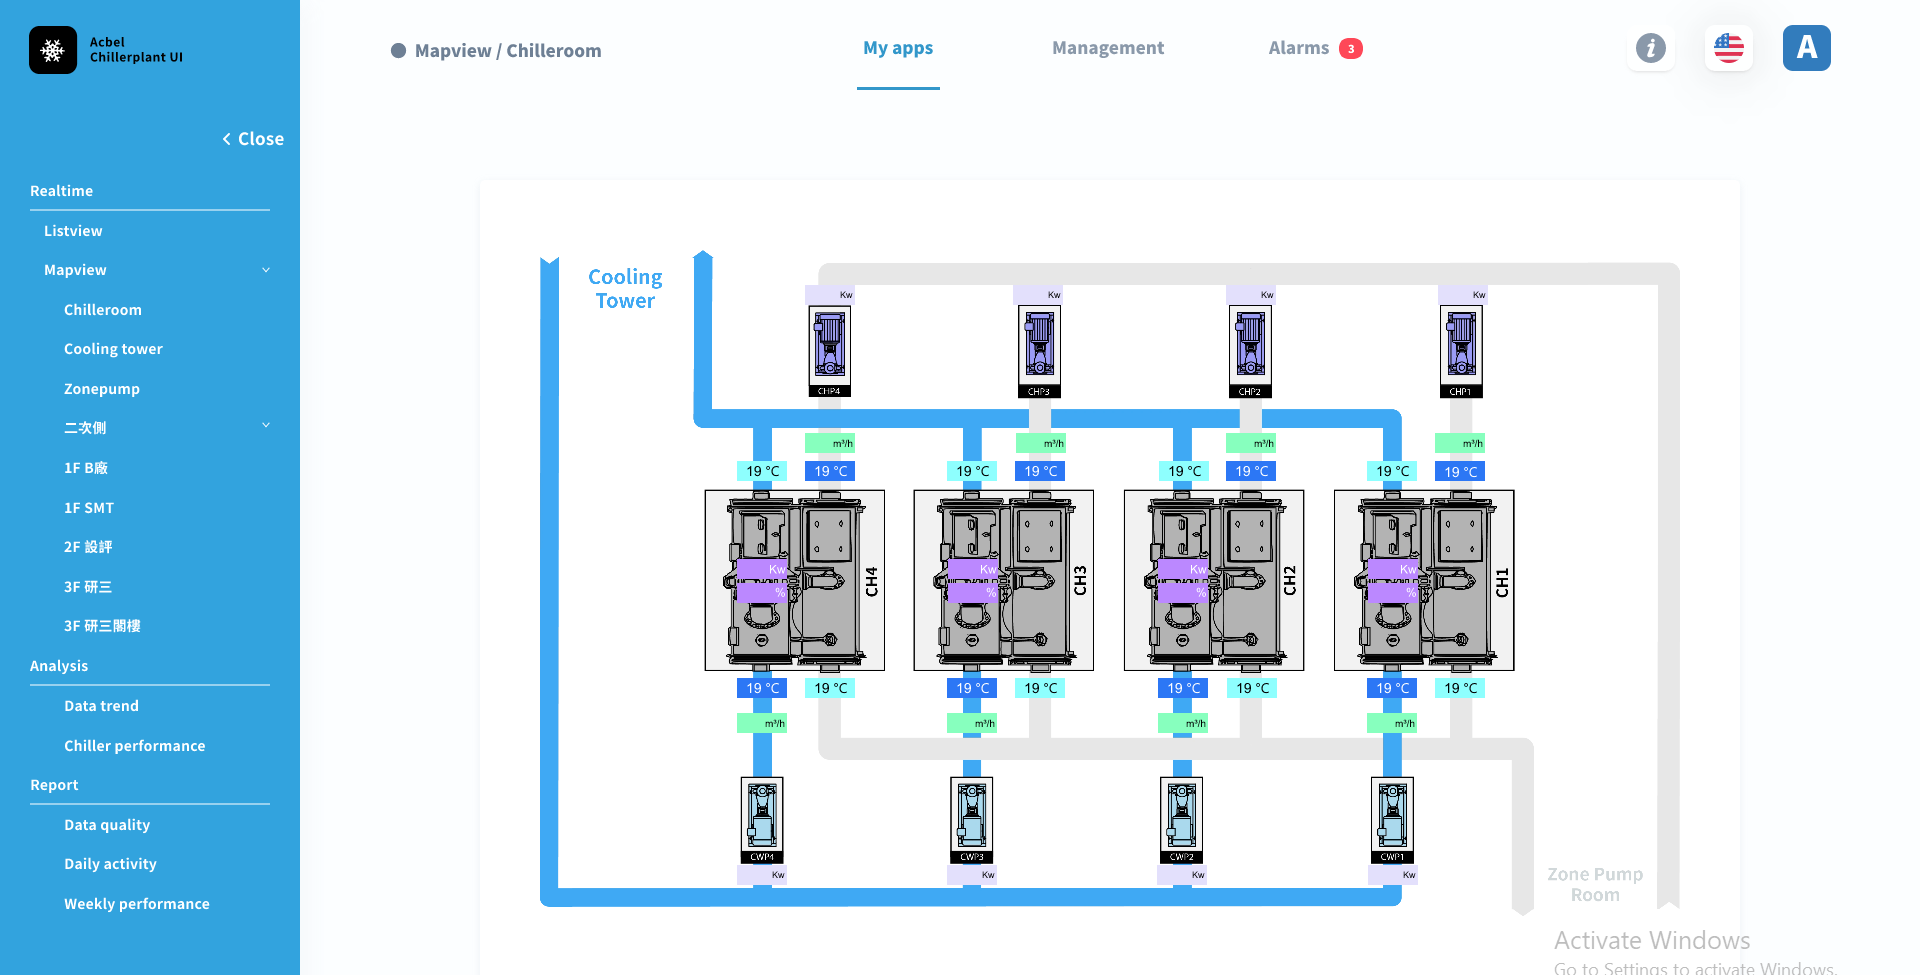 Acbel
Chillerplant UI
Mapview / Chilleroom
My apps
Management
Alarms 3
i
A
Close
Realtime
Listview
Mapview
Chilleroom
Cooling tower
Zonepump
二次側
1F B廠
1F SMT
2F 設評
3F 研三
3F 研三閣樓
Analysis
Data trend
Chiller performance
Report
Data quality
Daily activity
Weekly performance
Cooling
Tower
Kw Kw Kw Kw
CHP4 CHP3 CHP2 CHP1
m³/h m³/h m³/h m³/h
19 °C 19 °C 19 °C 19 °C 19 °C 19 °C 19 °C 19 °C
Kw Kw Kw Kw
% % % %
CH4 CH3 CH2 CH1
19 °C 19 °C 19 °C 19 °C 19 °C 19 °C 19 °C 19 °C
m³/h m³/h m³/h m³/h
CWP4 CWP3 CWP2 CWP1
Kw Kw Kw Kw
Zone Pump
Room
Activate Windows
Go to Settings to activate Windows.